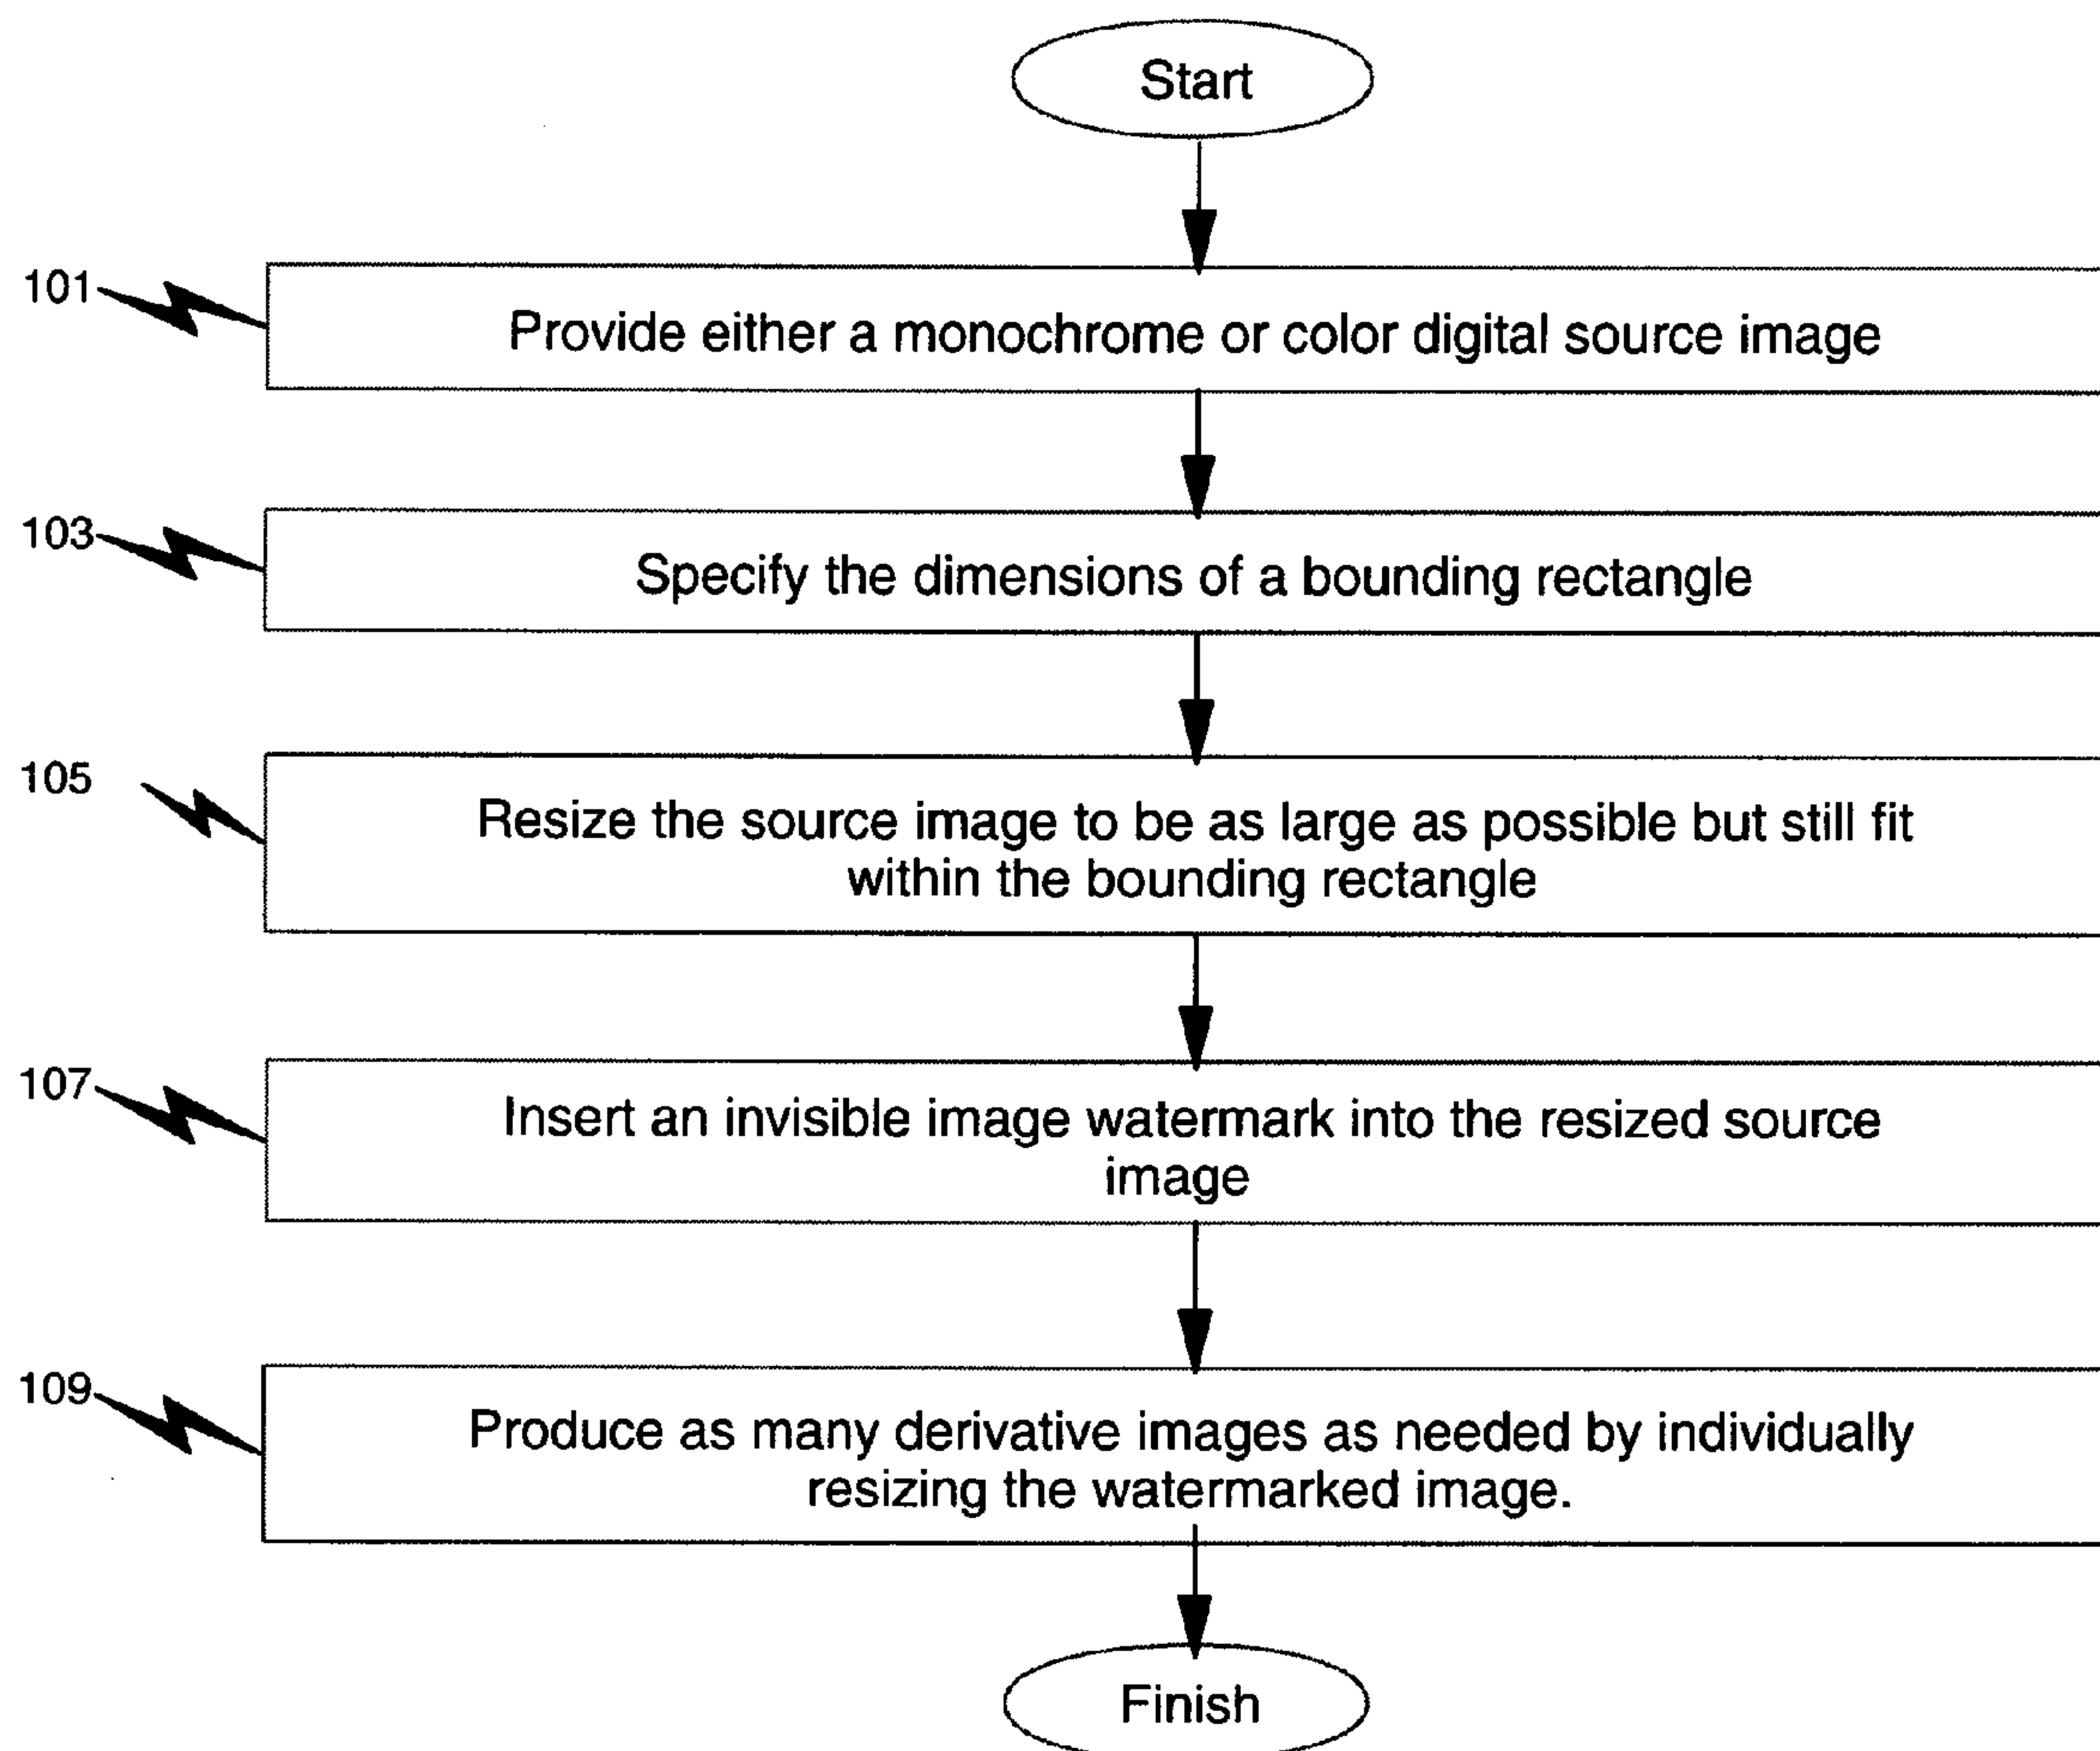 Start
101
Provide either a monochrome or color digital source image
103
Specify the dimensions of a bounding rectangle
105
Resize the source image to be as large as possible but still fit
within the bounding rectangle
107
Insert an invisible image watermark into the resized source
image
109
Produce as many derivative images as needed by individually
resizing the watermarked image.
Finish